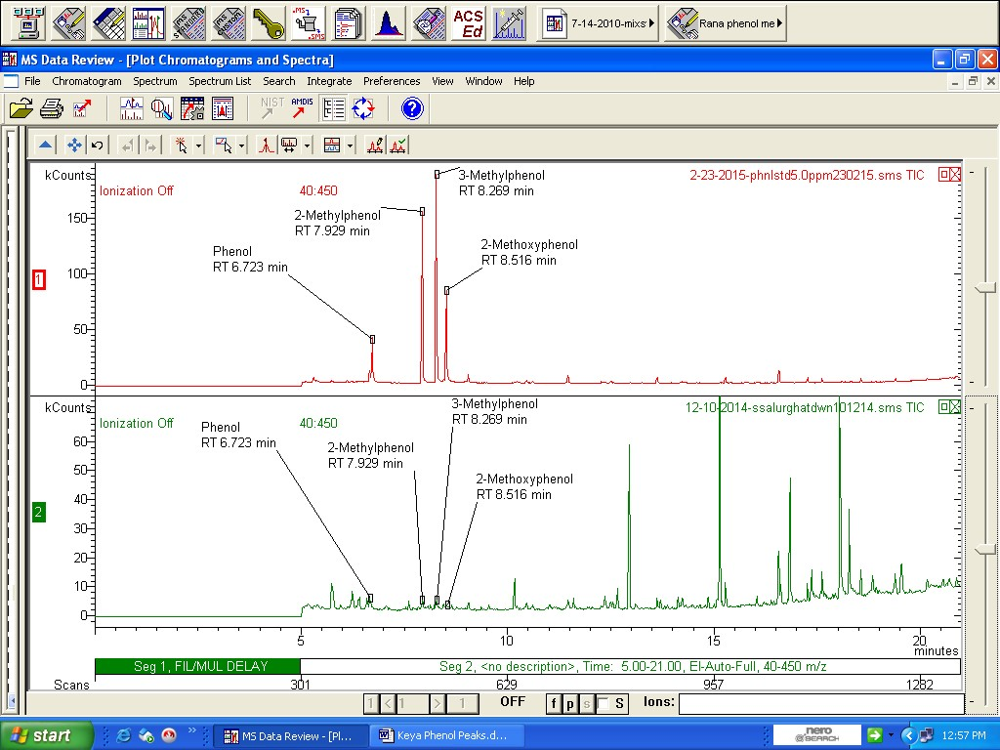 ACS
Ed
7-14-2010-mixs
Rana phenol me
MS Data Review - [Plot Chromatograms and Spectra]
File Chromatogram Spectrum Spectrum List Search Integrate Preferences View Window Help
NIST
AMDIS
kCounts
Ionization Off
40:450
3-Methylphenol
RT 8.269 min
2-23-2015-phnlstd5.0ppm230215.sms TIC
2-Methylphenol
RT 7.929 min
Phenol
RT 6.723 min
2-Methoxyphenol
RT 8.516 min
150
100
50
0
1
kCounts
Ionization Off
40:450
3-Methylphenol
RT 8.269 min
12-10-2014-ssalurghatdwn101214.sms TIC
Phenol
RT 6.723 min
2-Methylphenol
RT 7.929 min
2-Methoxyphenol
RT 8.516 min
60
50
40
30
20
10
0
2
5 10 15 20
minutes
Seg 1, FIL/MUL DELAY
Seg 2, <no description>, Time: 5.00-21.00, EI-Auto-Full, 40-450 m/z
Scans 301 629 957 1282
1 < 1 > 1 OFF f p s S Ions:
start
MS Data Review - [Pl...
Keya Phenol Peaks.d...
nero
SEARCH
12:57 PM